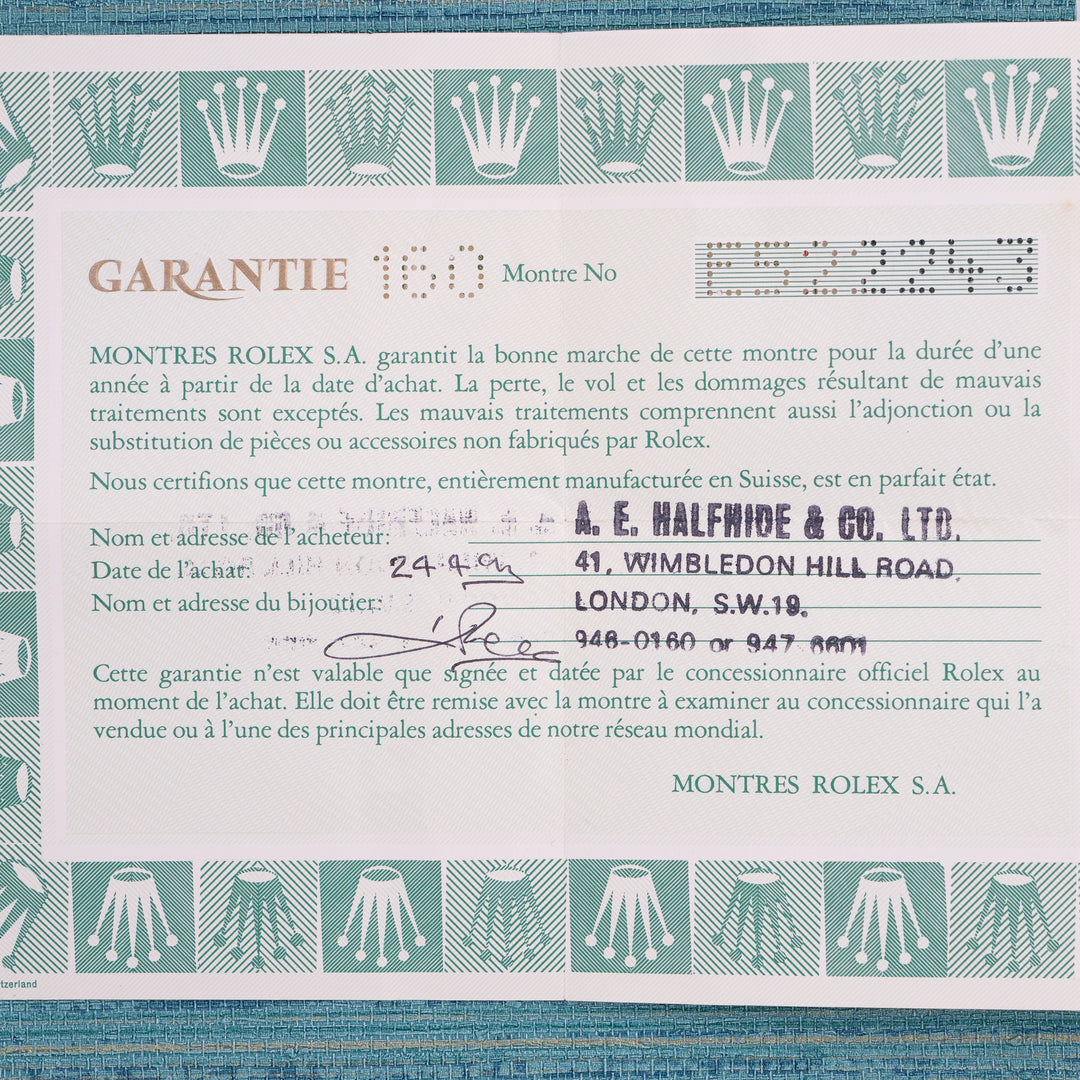 GARANTIE 160 Montre No E522243
MONTRES ROLEX S.A. garantit la bonne marche de cette montre pour la durée d'une
année à partir de la date d'achat. La perte, le vol et les dommages résultant de mauvais
traitements sont exceptés. Les mauvais traitements comprennent aussi l'adjonction ou la
substitution de pièces ou accessoires non fabriqués par Rolex.
Nous certifions que cette montre, entièrement manufacturée en Suisse, est en parfait état.
Nom et adresse de l'acheteur: A. E. HALFHIDE & CO. LTD.
Date de l'achat: 24 4 91 41, WIMBLEDON HILL ROAD,
Nom et adresse du bijoutier: LONDON, S.W.19.
946-0160 or 947
Cette garantie n'est valable que signée et datée par le concessionnaire officiel Rolex au
moment de l'achat. Elle doit être remise avec la montre à examiner au concessionnaire qui l'a
vendue ou à l'une des principales adresses de notre réseau mondial.
MONTRES ROLEX S.A.
tzerland